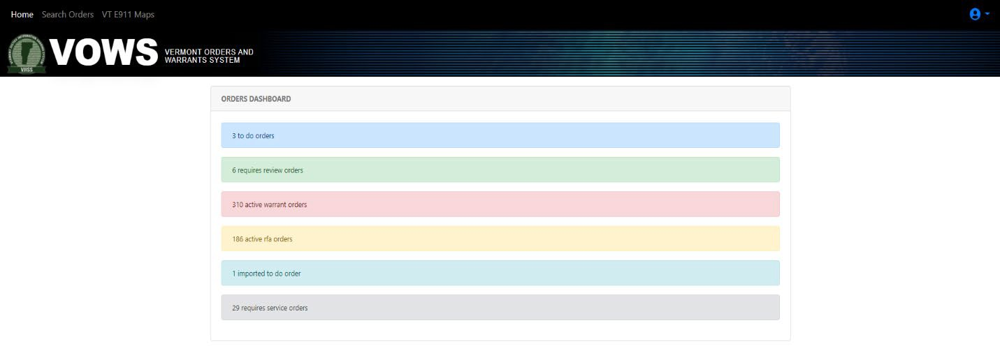 Home Search Orders VT E911 Maps
VIISS
VOWS
VERMONT ORDERS AND
WARRANTS SYSTEM
ORDERS DASHBOARD
3 to do orders
6 requires review orders
310 active warrant orders
186 active rfa orders
1 imported to do order
29 requires service orders